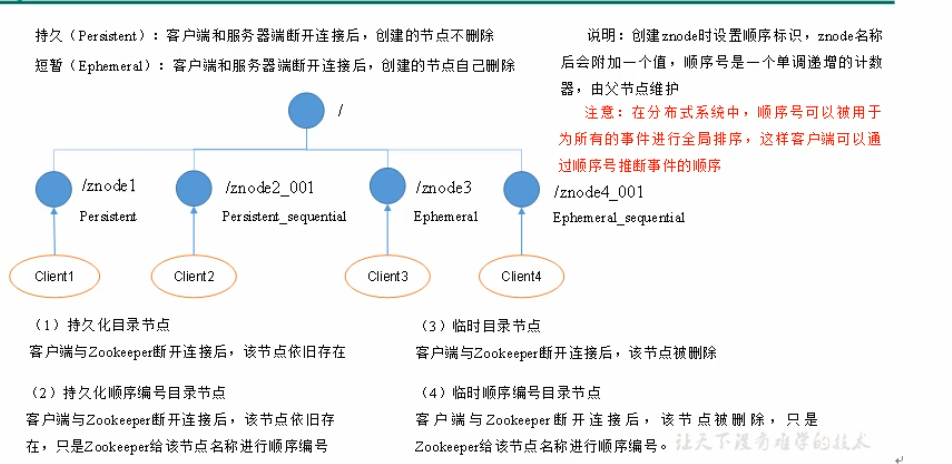 持久（Persistent）：客户端和服务器端断开连接后，创建的节点不删除
短暂（Ephemeral）：客户端和服务器端断开连接后，创建的节点自己删除
说明：创建znode时设置顺序标识，znode名称
后会附加一个值，顺序号是一个单调递增的计数
器，由父节点维护
注意：在分布式系统中，顺序号可以被用于
为所有的事件进行全局排序，这样客户端可以通
过顺序号推断事件的顺序
/
/znode1
Persistent
/znode2_001
Persistent_sequential
/znode3
Ephemeral
/znode4_001
Ephemeral_sequential
Client1
Client2
Client3
Client4
（1）持久化目录节点
客户端与Zookeeper断开连接后，该节点依旧存在
（2）持久化顺序编号目录节点
客户端与Zookeeper断开连接后，该节点依旧存
在，只是Zookeeper给该节点名称进行顺序编号
（3）临时目录节点
客户端与Zookeeper断开连接后，该节点被删除
（4）临时顺序编号目录节点
客户端与Zookeeper断开连接后，该节点被删除，只是
Zookeeper给该节点名称进行顺序编号。
让天下没有难学的技术